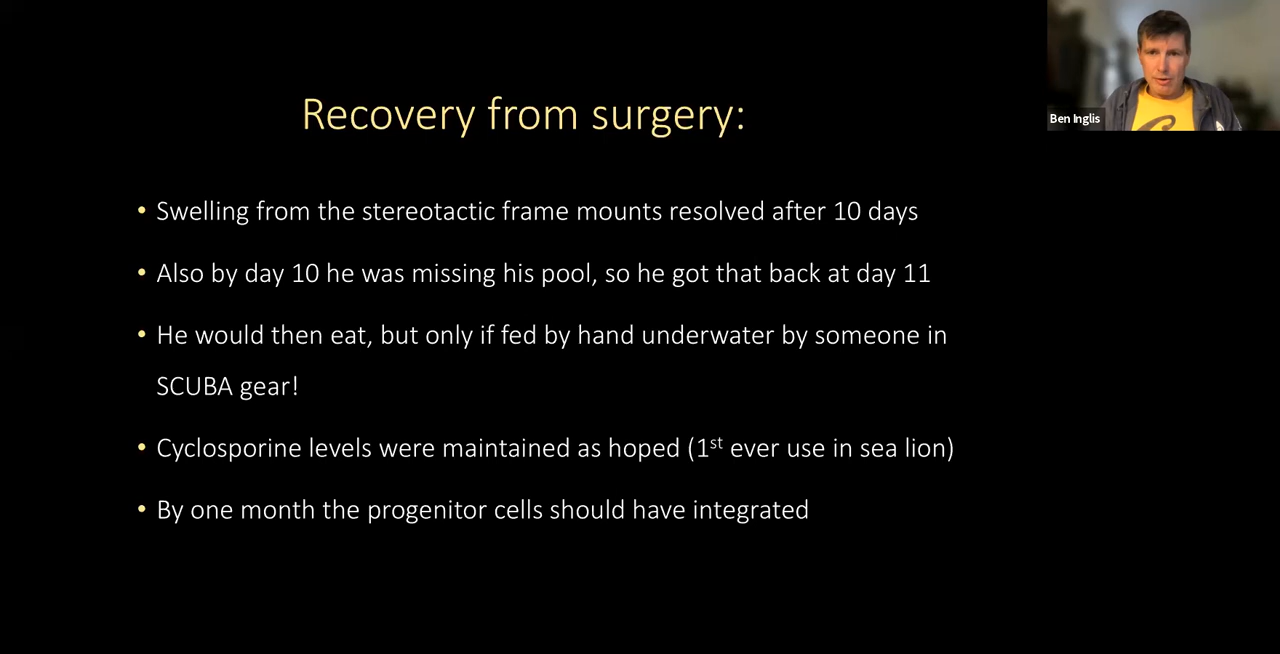 Recovery from surgery:
Ben Inglis
• Swelling from the stereotactic frame mounts resolved after 10 days
• Also by day 10 he was missing his pool, so he got that back at day 11
• He would then eat, but only if fed by hand underwater by someone in
SCUBA gear!
• Cyclosporine levels were maintained as hoped (1st ever use in sea lion)
• By one month the progenitor cells should have integrated